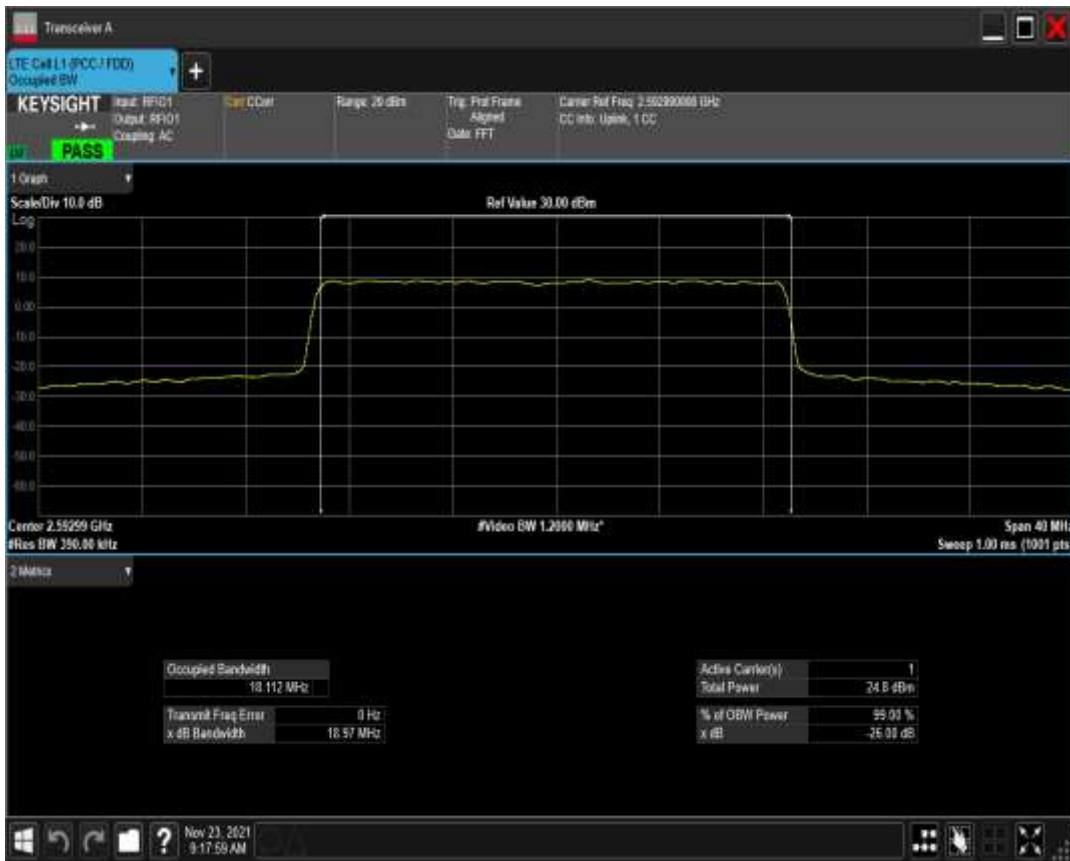 Transceiver A
LTE Cell L1 (PCC / FDD)
Occupied BW
+
KEYSIGHT
PASS
Input: RFIO1
Output: RFIO1
Coupling: AC
CCorr
Range: 20 dBm
Trig: Prd Frame
Aligned
Gate: FFT
Carrier Ref Freq: 2.592990000 GHz
CC Info: Uplink, 1 CC
1 Graph
Scale/Div 10.0 dB
Ref Value 30.00 dBm
Log
20.0
10.0
0.00
-10.0
-20.0
-30.0
-40.0
-50.0
-60.0
Center 2.59299 GHz
#Video BW 1.2000 MHz*
Span 40 MHz
#Res BW 390.00 kHz
Sweep 1.00 ms (1001 pts
2 Metrics
Occupied Bandwidth
18.112 MHz
Transmit Freq Error 0 Hz
x dB Bandwidth 18.97 MHz
Active Carrier(s) 1
Total Power 24.8 dBm
% of OBW Power 99.00 %
x dB -26.00 dB
?
Nov 23, 2021
9:17:59 AM